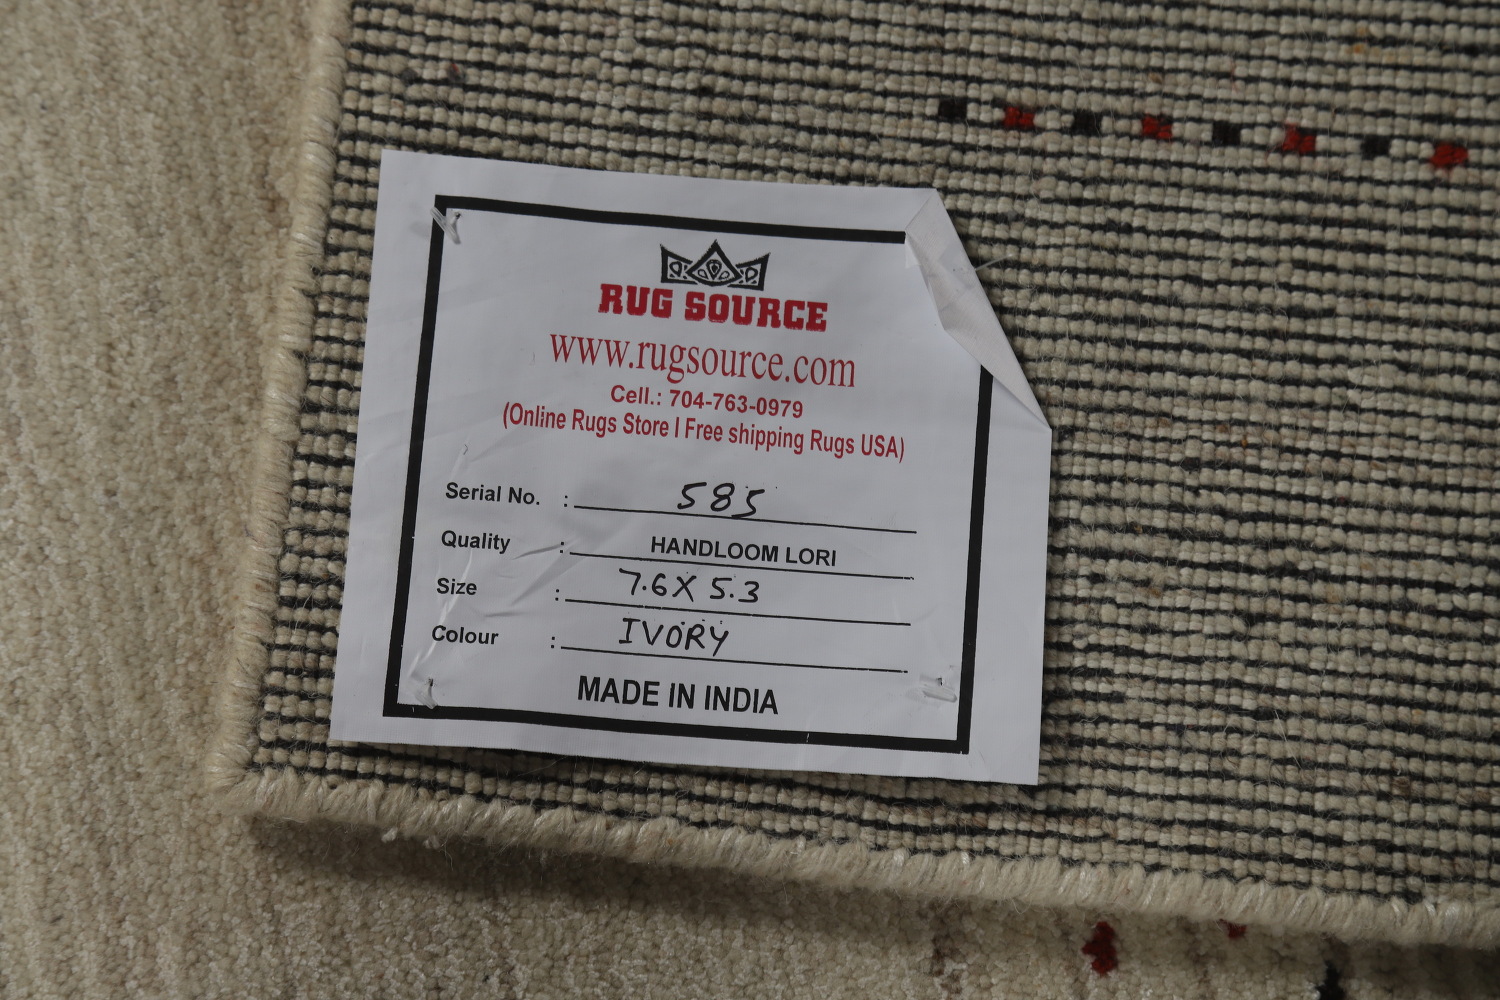 RUG SOURCE
www.rugsource.com
Cell.: 704-763-0979
(Online Rugs Store I Free shipping Rugs USA)
Serial No. : 585
Quality : HANDLOOM LORI
Size : 7.6X 5.3
Colour : IVORY
MADE IN INDIA